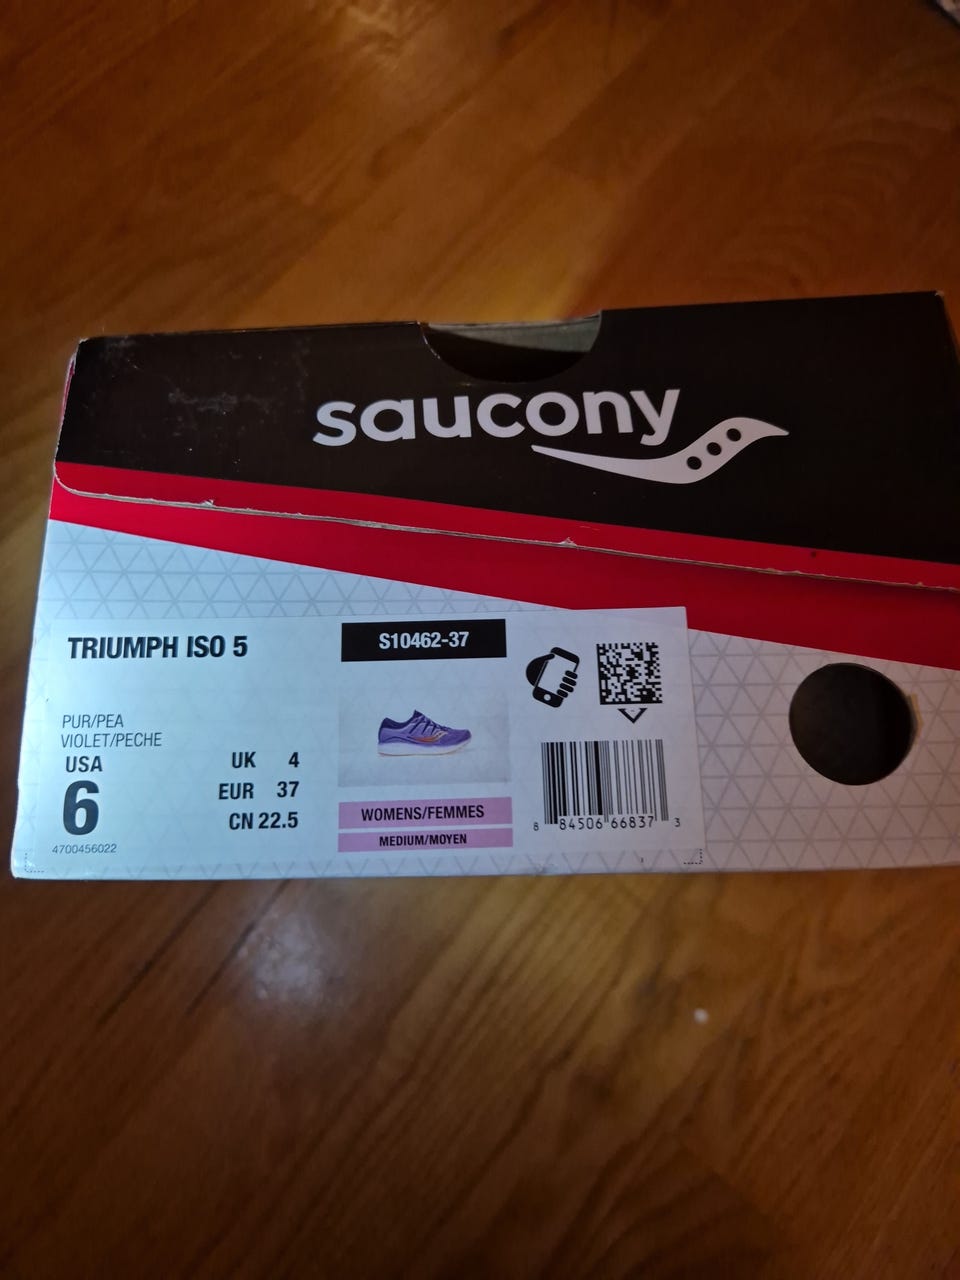 saucony
TRIUMPH ISO 5
S10462-37
PUR/PEA
VIOLET/PECHE
USA
6
UK 4
EUR 37
CN 22.5
4700456022
WOMENS/FEMMES
MEDIUM/MOYEN
8 84506 66837 3